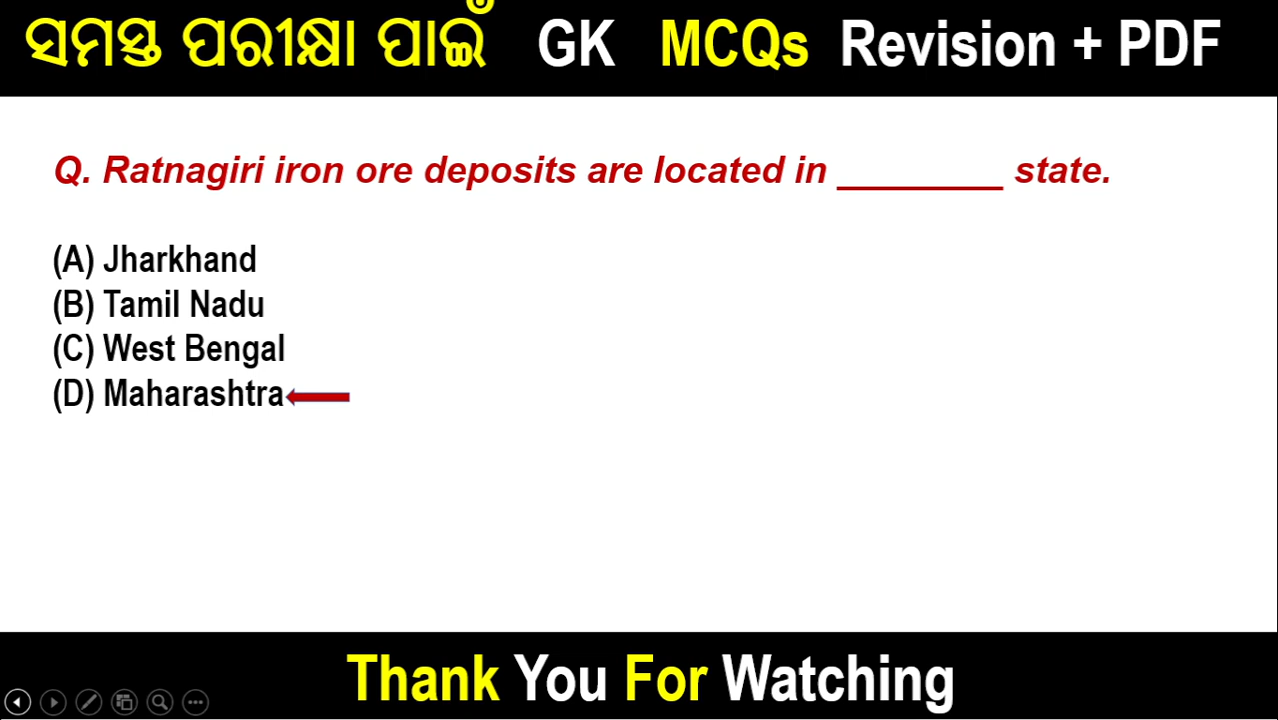 ସମସ୍ତ ପରୀକ୍ଷା ପାଇଁ GK MCQs Revision + PDF
Q. Ratnagiri iron ore deposits are located in ________ state.
(A) Jharkhand
(B) Tamil Nadu
(C) West Bengal
(D) Maharashtra
Thank You For Watching